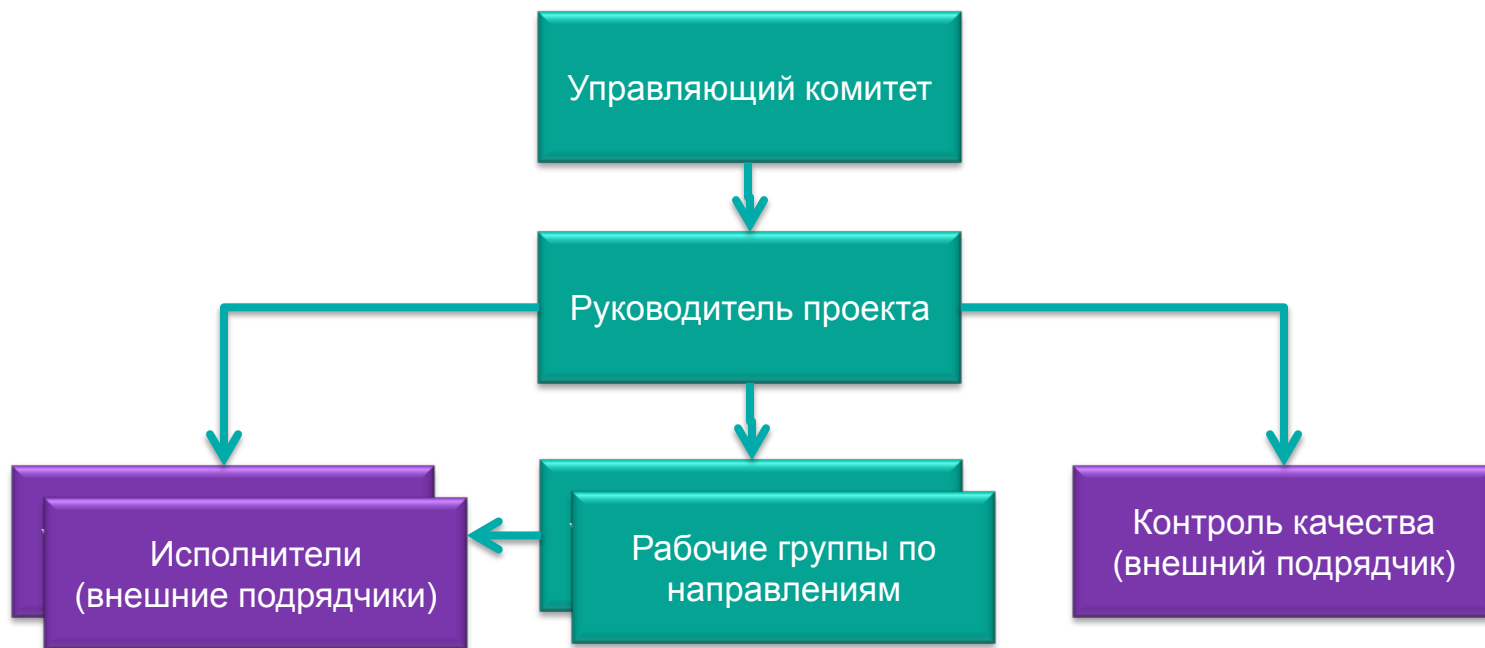 Управляющий комитет
Руководитель проекта
Исполнители
(внешние подрядчики)
Рабочие группы по
направлениям
Контроль качества
(внешний подрядчик)